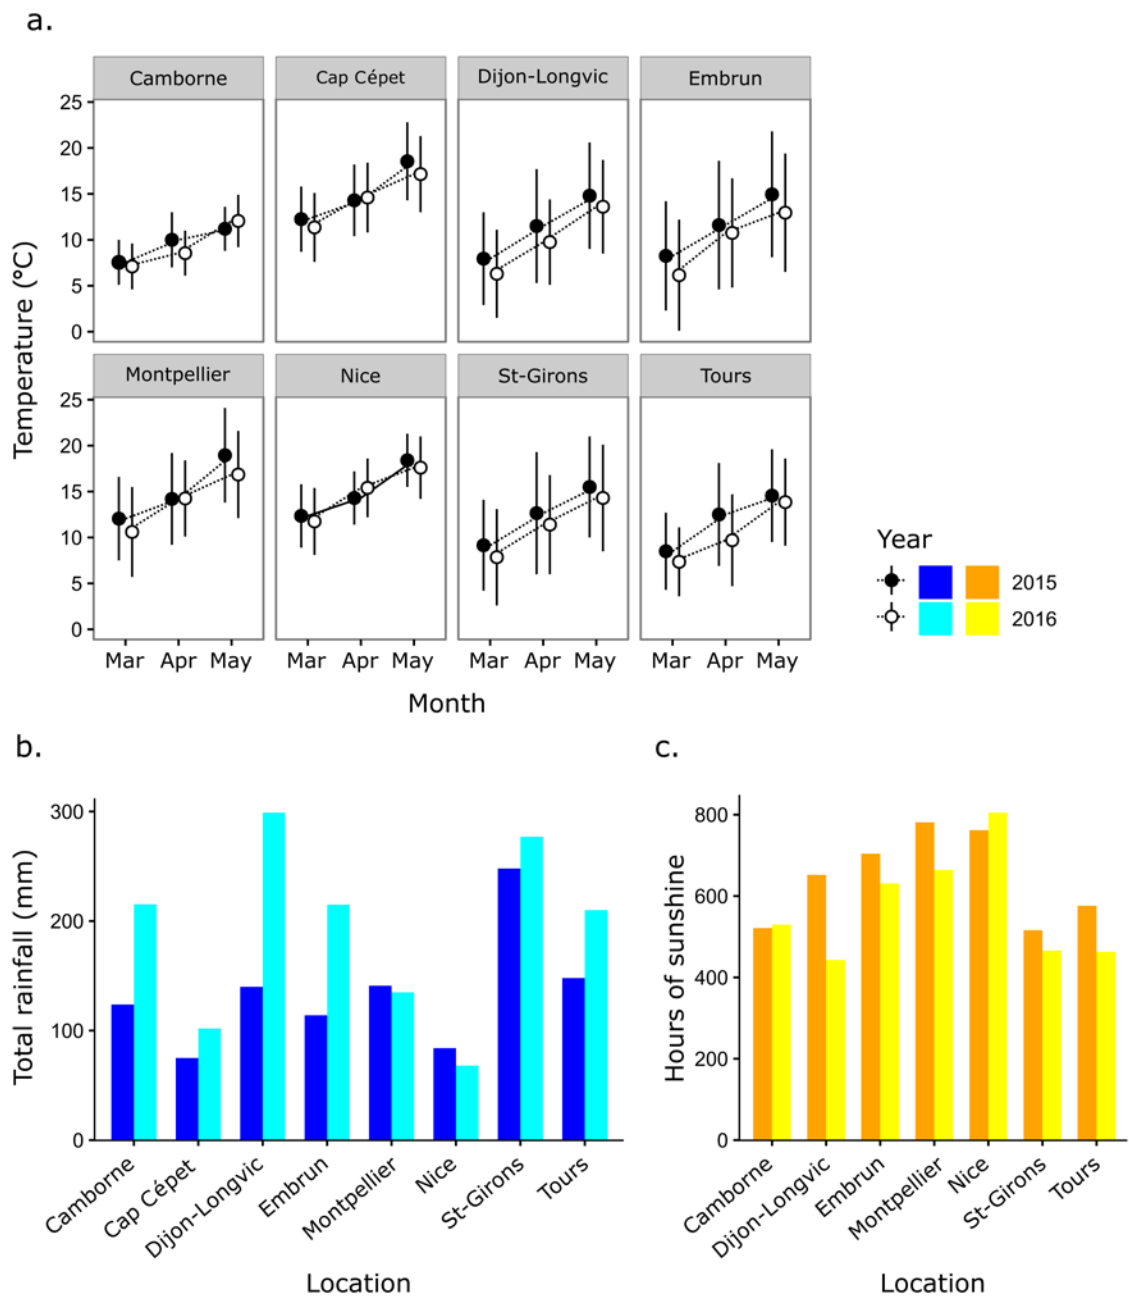 a.
Camborne Cap Cépet Dijon-Longvic Embrun
25
20
15
10
5
0
Temperature (°C)
Montpellier Nice St-Girons Tours
25
20
15
10
5
0
Mar Apr May Mar Apr May Mar Apr May Mar Apr May
Month
Year
2015
2016
b.
Total rainfall (mm)
300
200
100
0
Camborne
Cap Cépet
Dijon-Longvic
Embrun
Montpellier
Nice
St-Girons
Tours
Location
c.
Hours of sunshine
800
600
400
200
0
Camborne
Dijon-Longvic
Embrun
Montpellier
Nice
St-Girons
Tours
Location